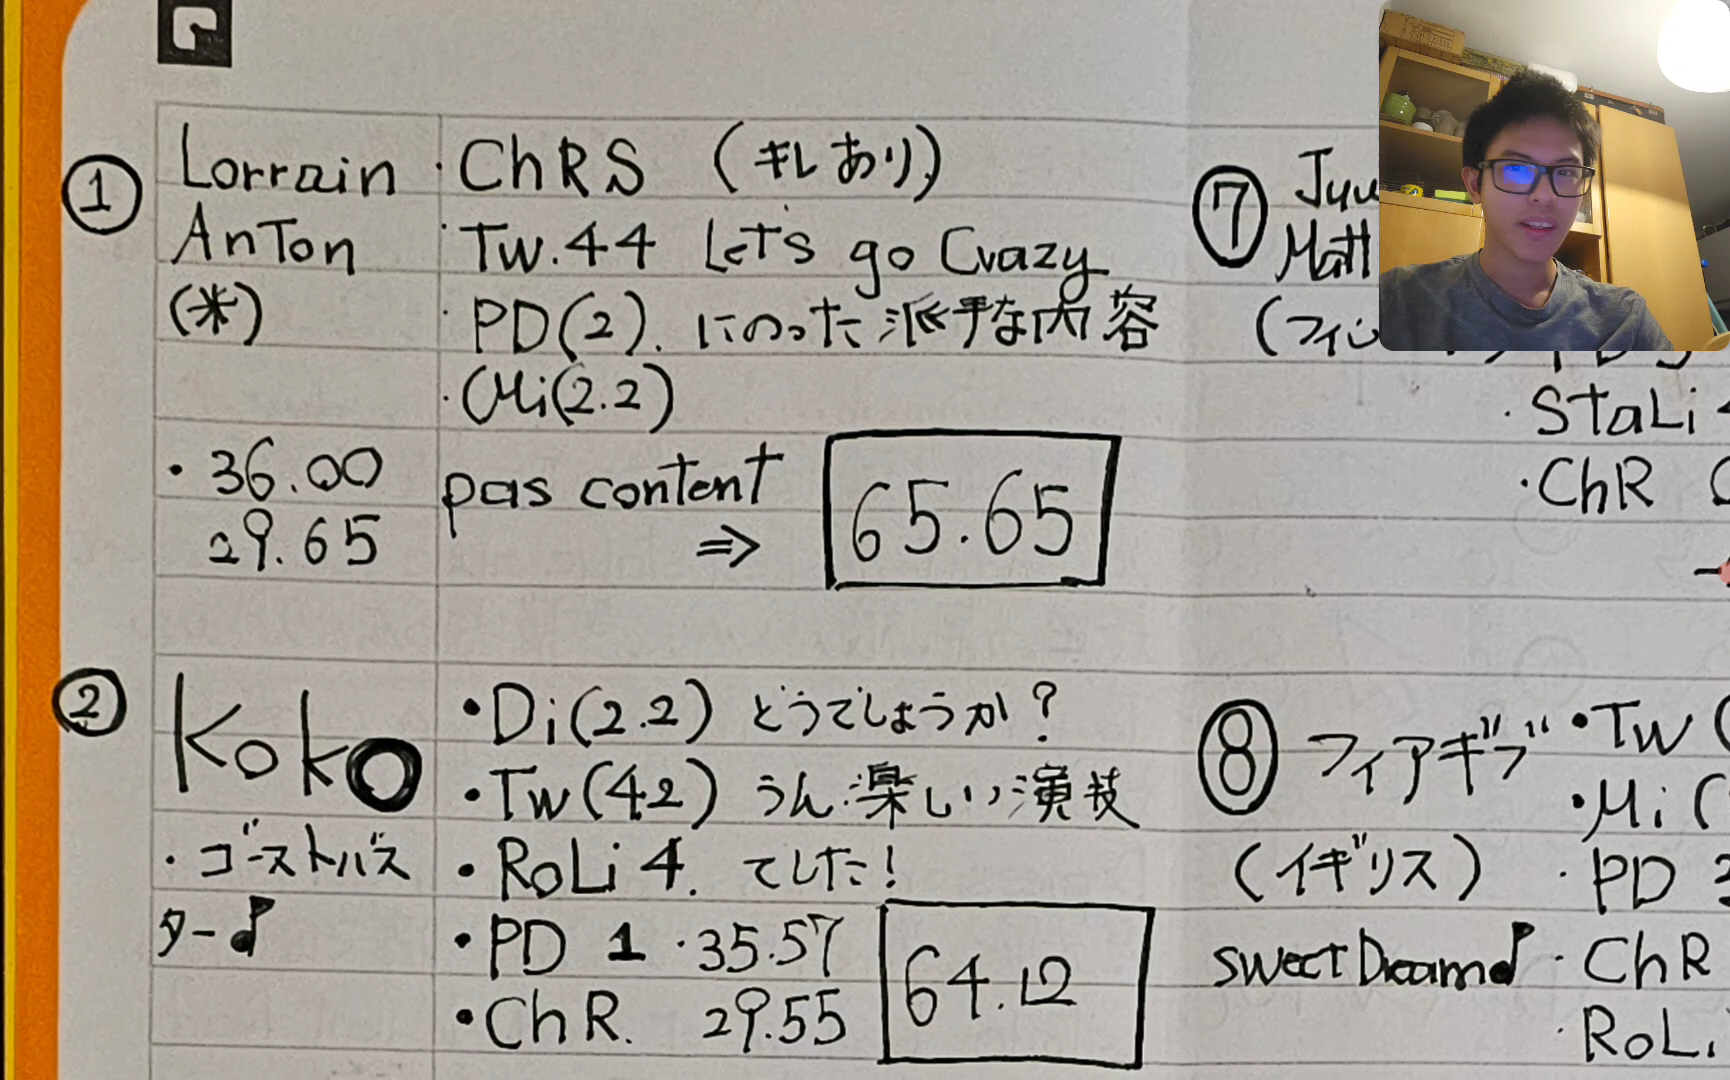 ① Lorrain ・ChRS (キレあり)
AnTon ・Tw.44 Let's go Crazy
(米) ・PD(2). にのった派手な内容
・(Mi(2.2)
・36.00 pas content
29.65 ⇒ 65.65
② Koko ・Di(2.2) どうでしょうか?
・Tw(42) うん楽しい演技
・ゴーストバス ・RoLi 4. でした!
ター♪ ・PD 1 ・35.57
・ChR. 29.55 64.12
⑦
(フィ
・StaLi
・ChR
⑧ フィアギブ ・Tw (
・Mi (
(イギリス) ・PD
sweet Dream♪ ・ChR
・RoLi